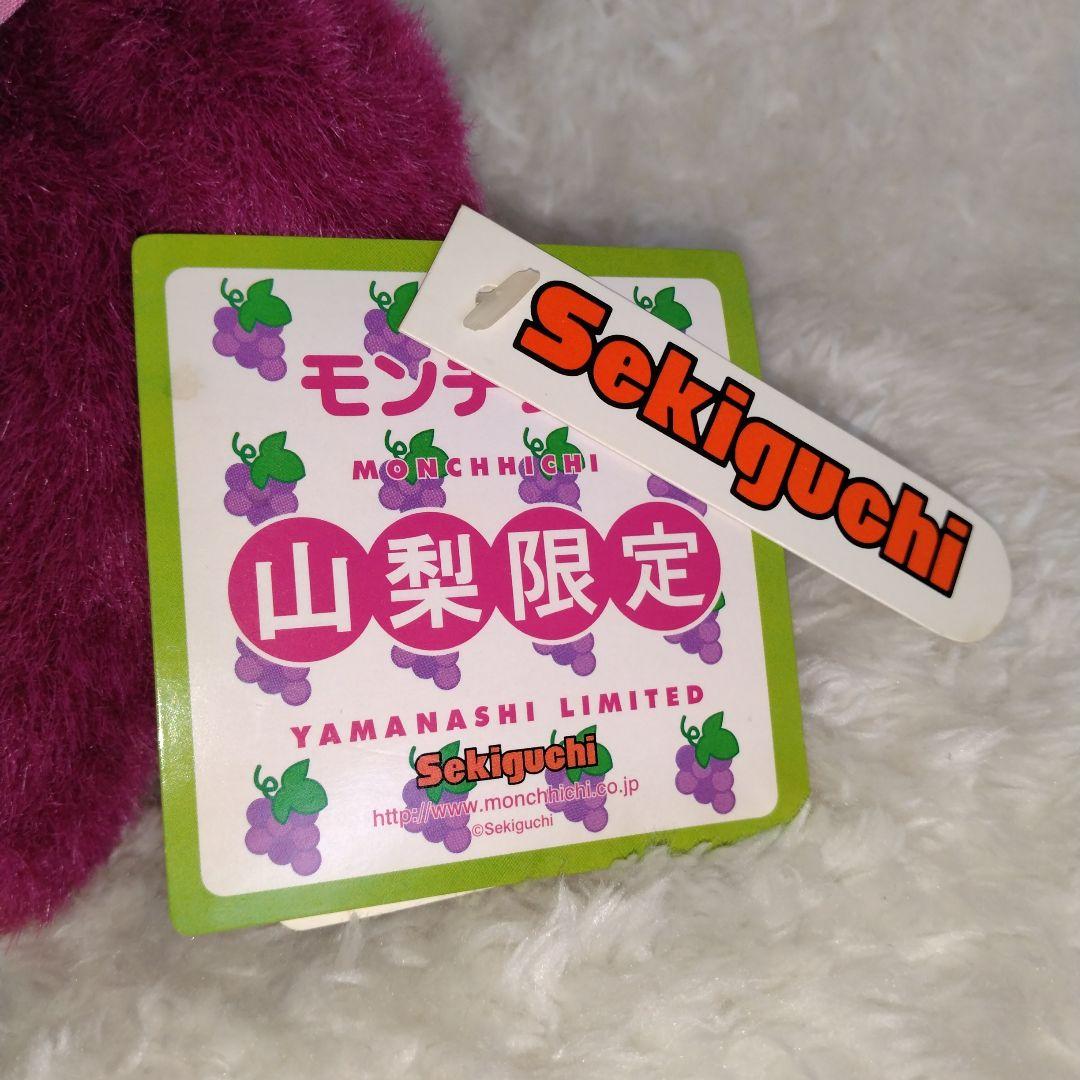 モンチ
MONCHHICHI
山梨限定
YAMANASHI LIMITED
Sekiguchi
http://www.monchhichi.co.jp
©Sekiguchi
Sekiguchi